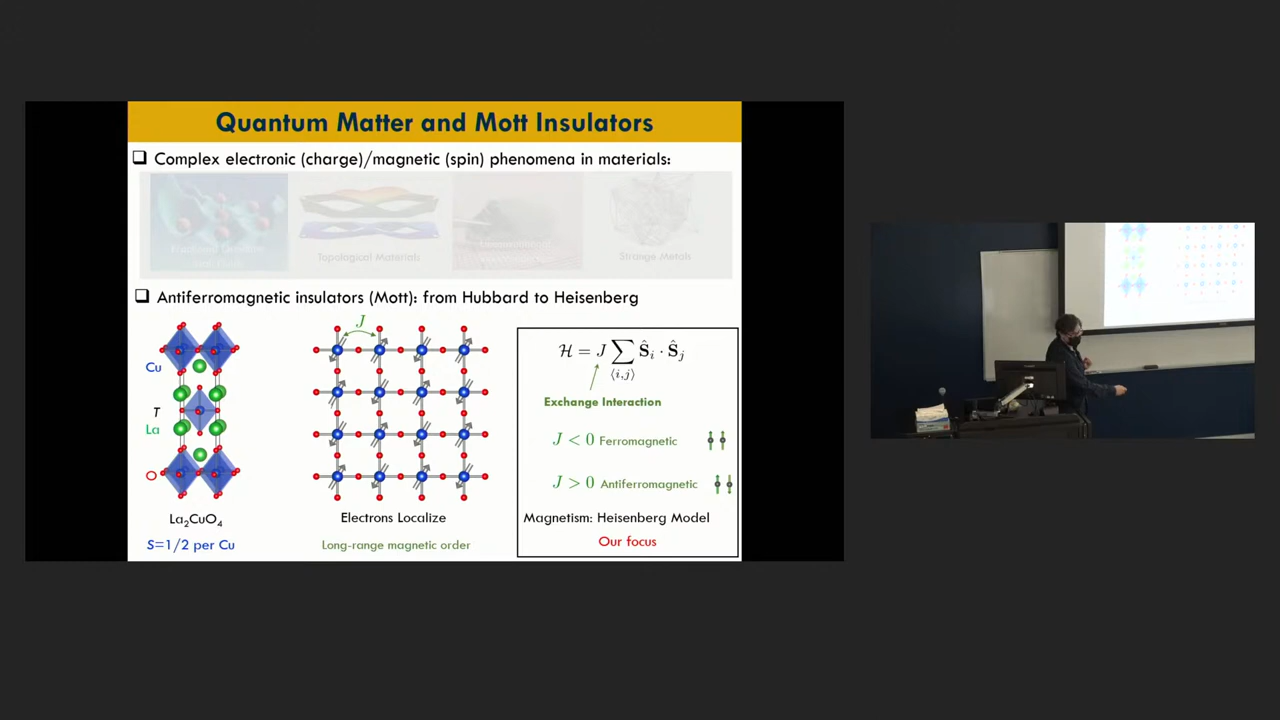 Quantum Matter and Mott Insulators
❑ Complex electronic (charge)/magnetic (spin) phenomena in materials:
Topological Materials
Strange Metals
❑ Antiferromagnetic insulators (Mott): from Hubbard to Heisenberg
J
Cu
T
La
O
La₂CuO₄
S=1/2 per Cu
Electrons Localize
Long-range magnetic order
ℋ = J ∑⟨i,j⟩ Ŝᵢ · Ŝⱼ
Exchange Interaction
J < 0 Ferromagnetic
J > 0 Antiferromagnetic
Magnetism: Heisenberg Model
Our focus